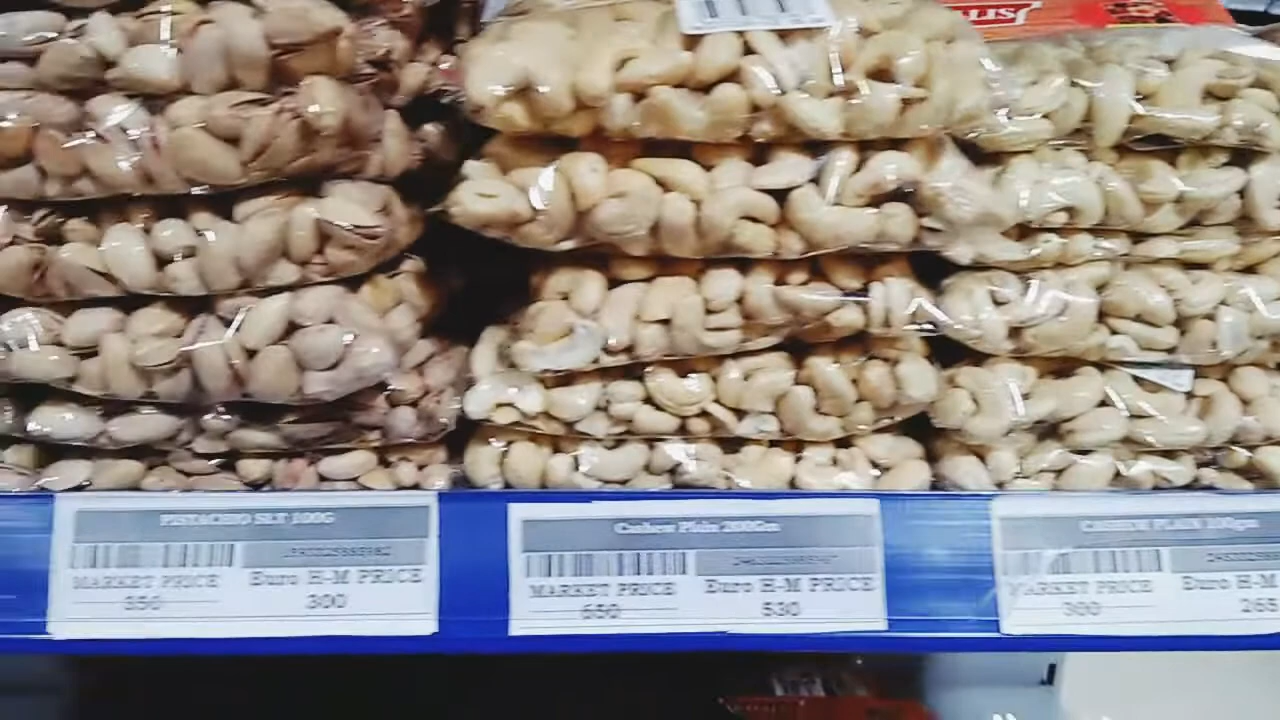 PISTACHIO SLT 100G
MARKET PRICE
350
Euro H-M PRICE
300
Cashew Plain 200Gm
MARKET PRICE
650
Euro H-M PRICE
530
CASHEW PLAIN 100gm
MARKET PRICE
300
Euro H-M
265